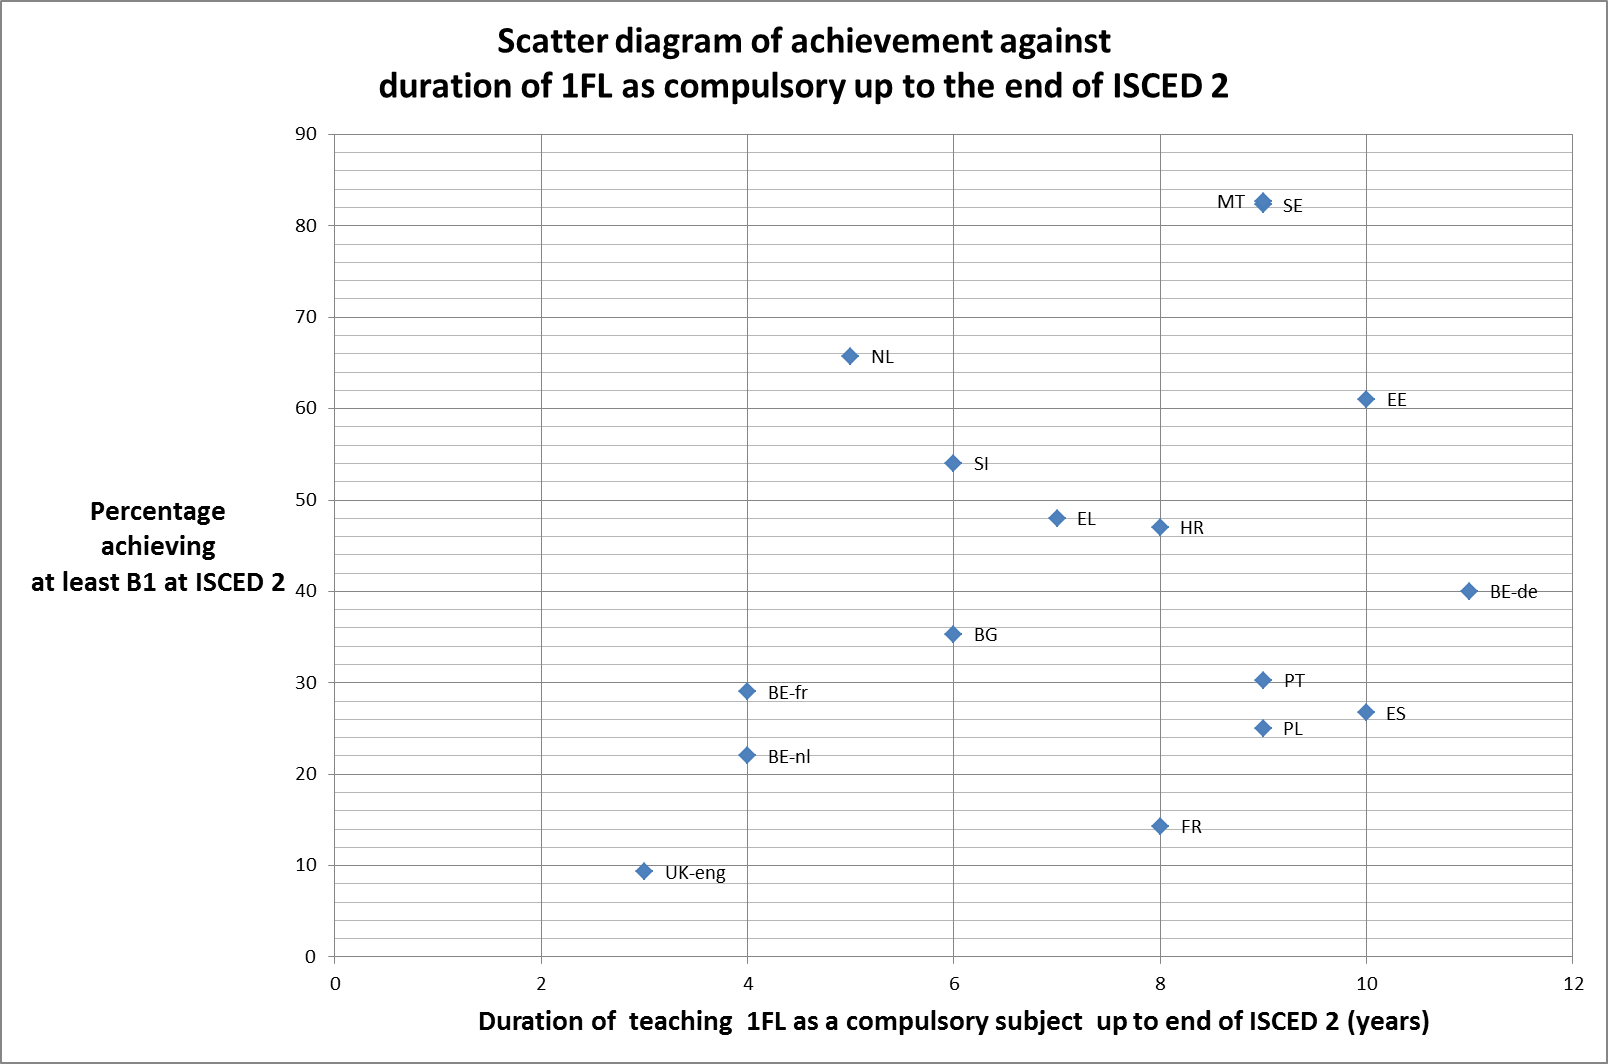 Scatter diagram of achievement against
duration of 1FL as compulsory up to the end of ISCED 2
90
80
70
60
50
40
30
20
10
0
Percentage
achieving
at least B1 at ISCED 2
MT SE
NL
EE
SI
EL
HR
BE-de
BG
PT
BE-fr
ES
PL
BE-nl
FR
UK-eng
0 2 4 6 8 10 12
Duration of teaching 1FL as a compulsory subject up to end of ISCED 2 (years)